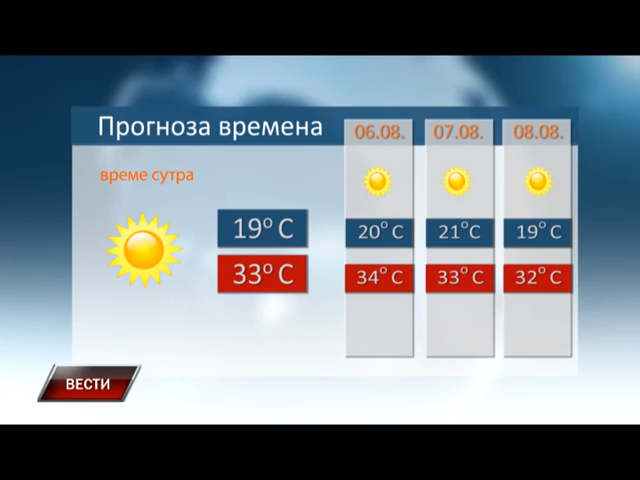 Прогноза времена
време сутра
19° C
33° C
06.08.
20° C
34° C
07.08.
21°C
33° C
08.08.
19° C
32° C
ВЕСТИ